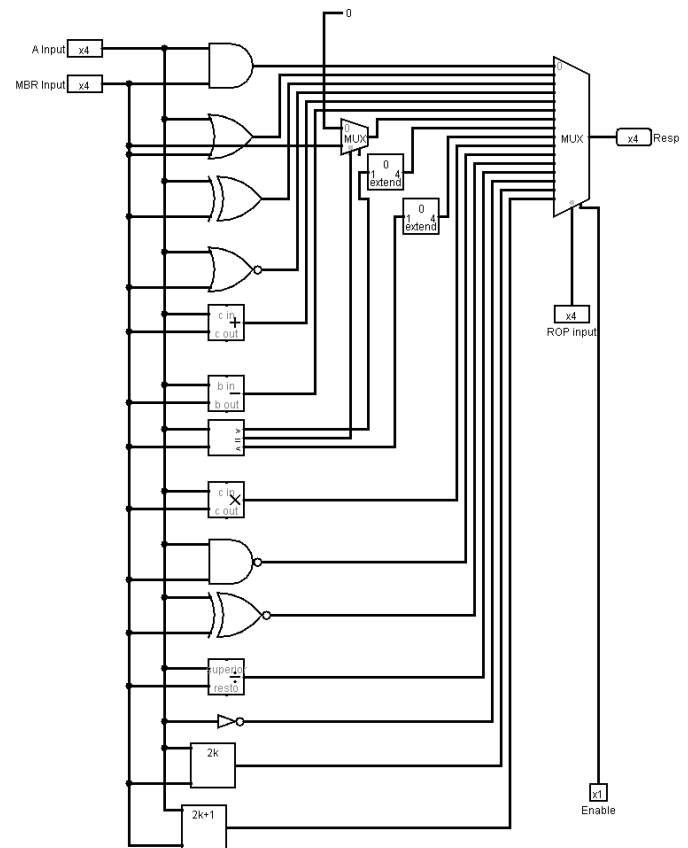 0
A Input x4
MBR Input x4
0
MUX
0
1 4
extend
0
1 4
extend
0
MUX
x4 Resp
x4
ROP input
c in
+
c out
b in
−
b out
>
=
<
c in
×
c out
superior
÷
resto
2k
2k+1
x1
Enable